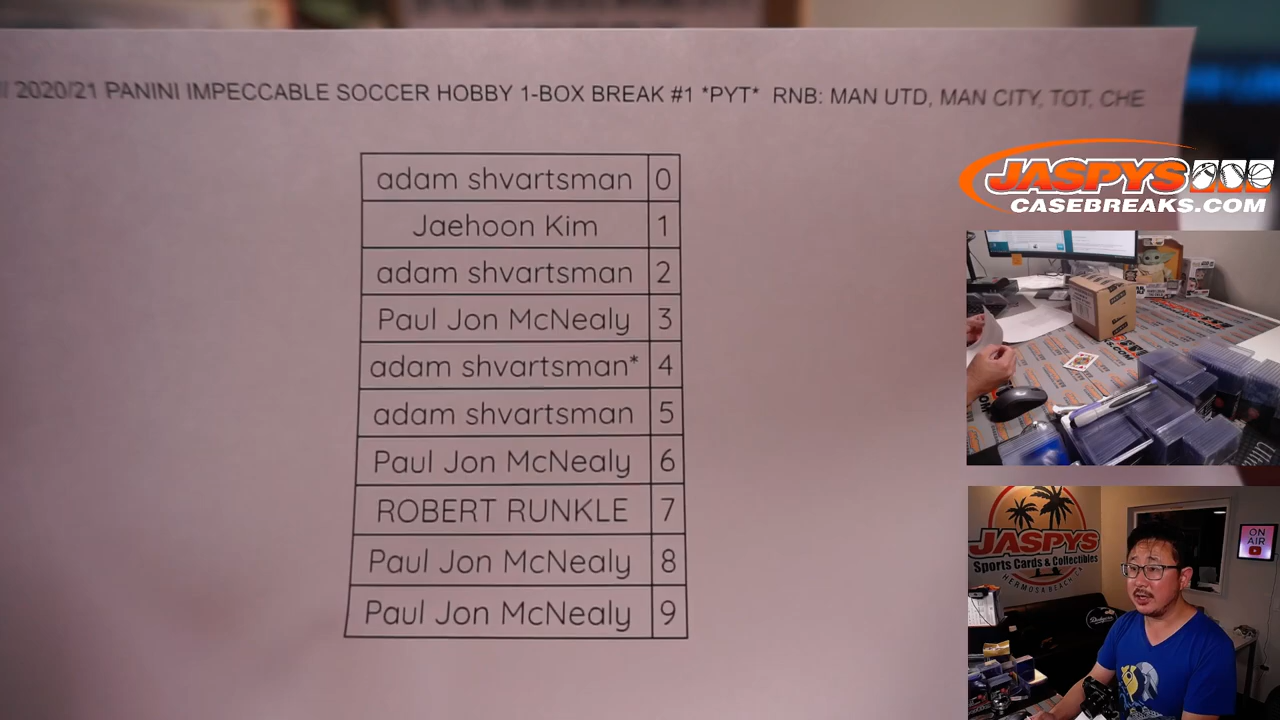 2020/21 PANINI IMPECCABLE SOCCER HOBBY 1-BOX BREAK #1 *PYT* RNB: MAN UTD, MAN CITY, TOT, CHE
adam shvartsman 0
Jaehoon Kim 1
adam shvartsman 2
Paul Jon McNealy 3
adam shvartsman* 4
adam shvartsman 5
Paul Jon McNealy 6
ROBERT RUNKLE 7
Paul Jon McNealy 8
Paul Jon McNealy 9
JASPYS
CASEBREAKS.COM
JASPYS
Sports Cards & Collectibles
HERMOSA BEACH, CA
ON AIR
Dodgers